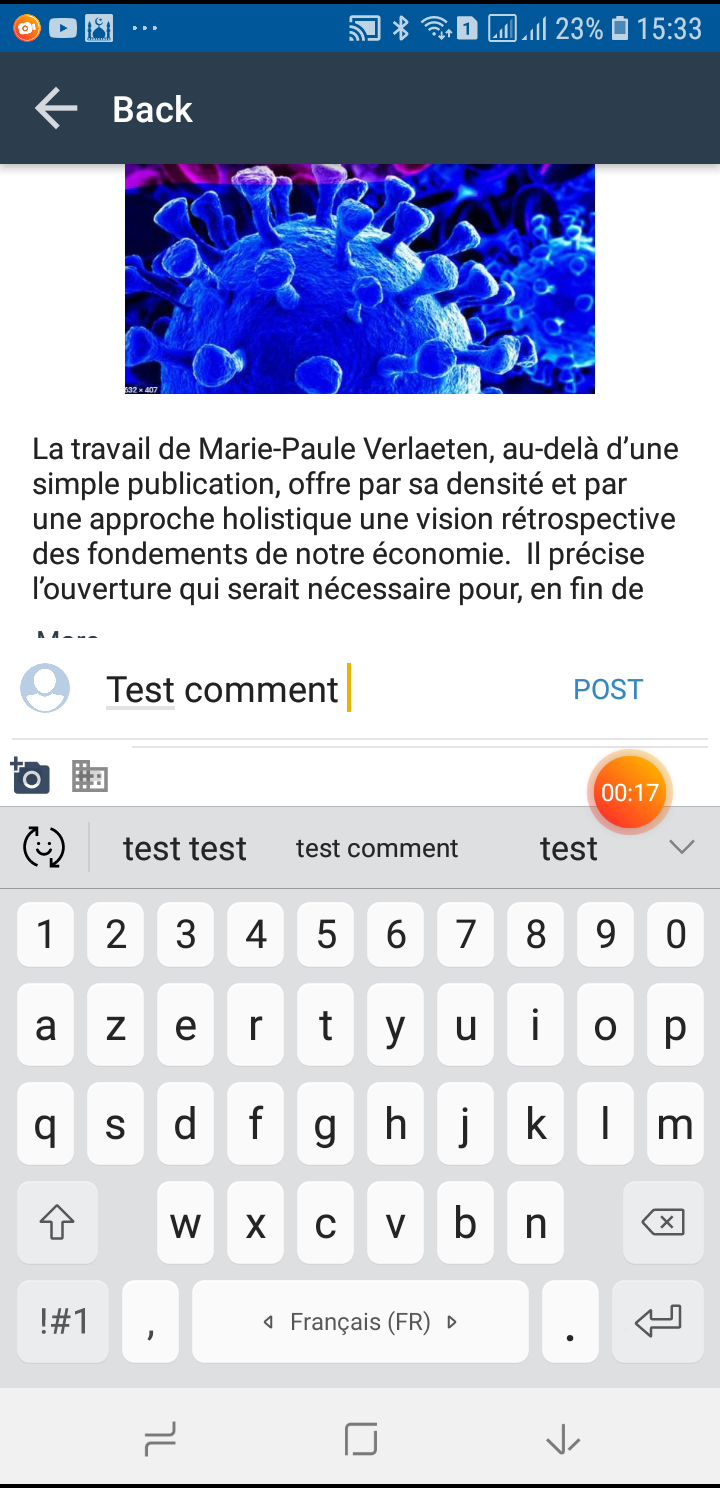 1 23% 15:33
Back
632 × 407
La travail de Marie-Paule Verlaeten, au-delà d’une
simple publication, offre par sa densité et par
une approche holistique une vision rétrospective
des fondements de notre économie. Il précise
l’ouverture qui serait nécessaire pour, en fin de
More
Test comment POST
00:17
test test test comment test
1 2 3 4 5 6 7 8 9 0
a z e r t y u i o p
q s d f g h j k l m
w x c v b n
!#1 , Français (FR) .